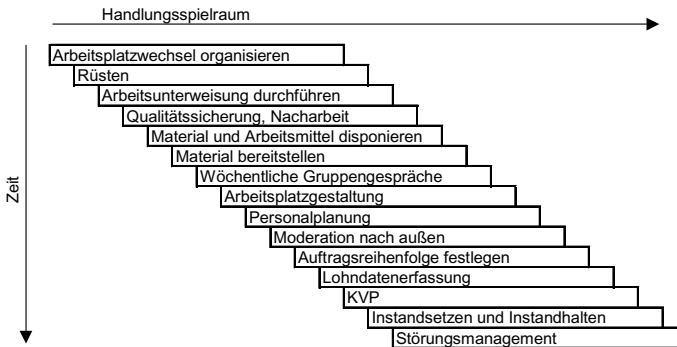 Handlungsspielraum
Arbeitsplatzwechsel organisieren
Rüsten
Arbeitsunterweisung durchführen
Qualitätssicherung, Nacharbeit
Material und Arbeitsmittel disponieren
Material bereitstellen
Wöchentliche Gruppengespräche
Arbeitsplatzgestaltung
Personalplanung
Moderation nach außen
Auftragsreihenfolge festlegen
Lohndatenerfassung
KVP
Instandsetzen und Instandhalten
Störungsmanagement
Zeit